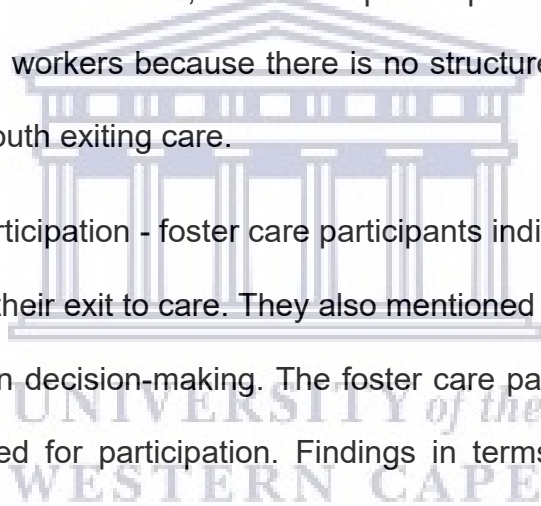 workers because there is no structure
outh exiting care.
rticipation - foster care participants indi
their exit to care. They also mentioned
n decision-making. The foster care pa
UNIVERSITY of the
ed for participation. Findings in terms
WESTERN CAPE